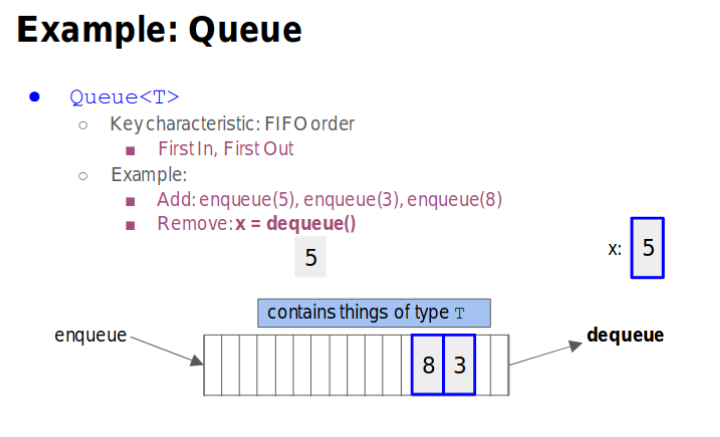 Example: Queue
● Queue<T>
○ Key characteristic: FIFO order
■ First In, First Out
○ Example:
■ Add: enqueue(5), enqueue(3), enqueue(8)
■ Remove: x = dequeue()
5
x: 5
contains things of type T
enqueue
dequeue
8 3